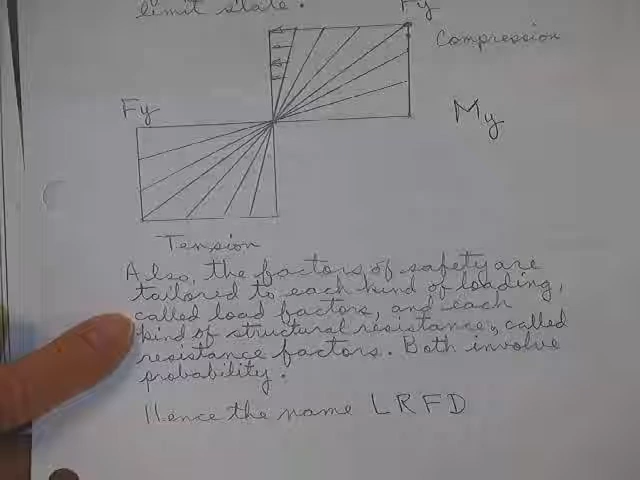 limit state.
Fy
Compression
Fy
My
Tension
Also, the factors of safety are
tailored to each kind of loading,
called load factors, and each
kind of structural resistance, called
resistance factors. Both involve
probability.
Hence the name LRFD